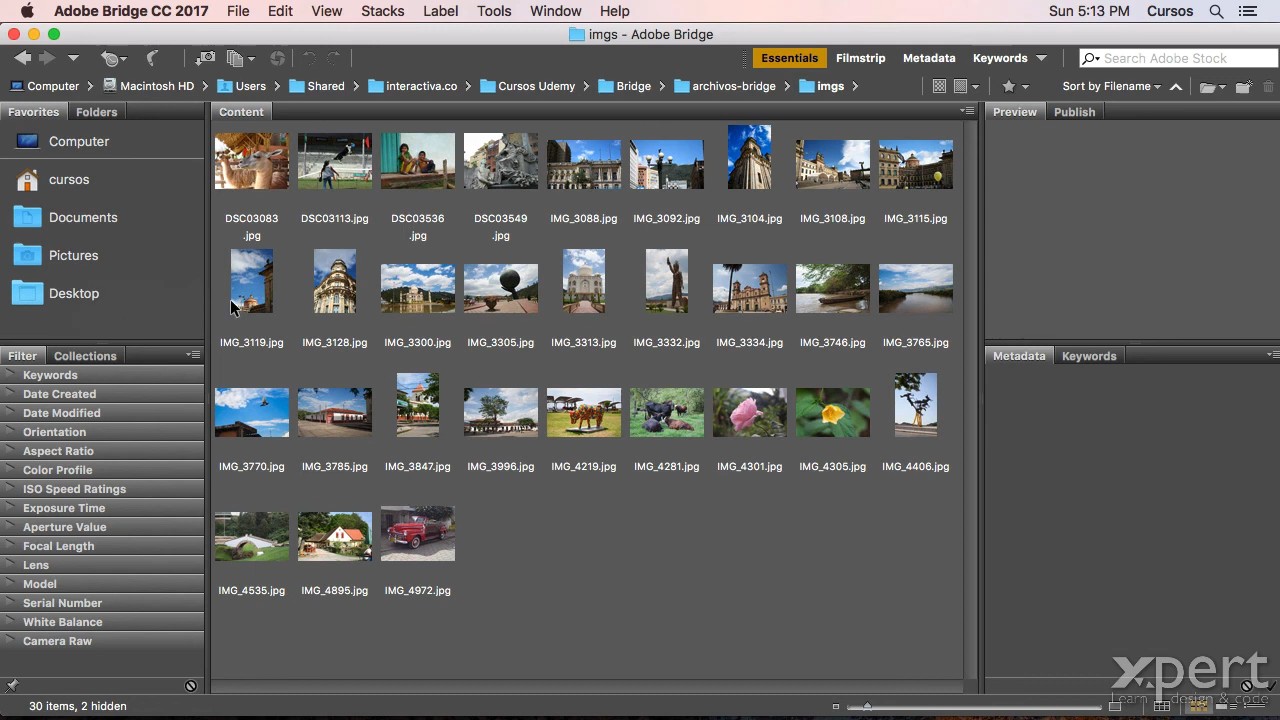 Adobe Bridge CC 2017 File Edit View Stacks Label Tools Window Help Sun 5:13 PM Cursos
imgs - Adobe Bridge
Essentials Filmstrip Metadata Keywords Search Adobe Stock
Computer Macintosh HD Users Shared interactiva.co Cursos Udemy Bridge archivos-bridge imgs Sort by Filename
Favorites Folders
Computer
cursos
Documents
Pictures
Desktop
Filter Collections
Keywords
Date Created
Date Modified
Orientation
Aspect Ratio
Color Profile
ISO Speed Ratings
Exposure Time
Aperture Value
Focal Length
Lens
Model
Serial Number
White Balance
Camera Raw
Content
DSC03083 .jpg DSC03113.jpg DSC03536 .jpg DSC03549 .jpg IMG_3088.jpg IMG_3092.jpg IMG_3104.jpg IMG_3108.jpg IMG_3115.jpg
IMG_3119.jpg IMG_3128.jpg IMG_3300.jpg IMG_3305.jpg IMG_3313.jpg IMG_3332.jpg IMG_3334.jpg IMG_3746.jpg IMG_3765.jpg
IMG_3770.jpg IMG_3785.jpg IMG_3847.jpg IMG_3996.jpg IMG_4219.jpg IMG_4281.jpg IMG_4301.jpg IMG_4305.jpg IMG_4406.jpg
IMG_4535.jpg IMG_4895.jpg IMG_4972.jpg
Preview Publish
Metadata Keywords
xpert
Learn design & code
30 items, 2 hidden